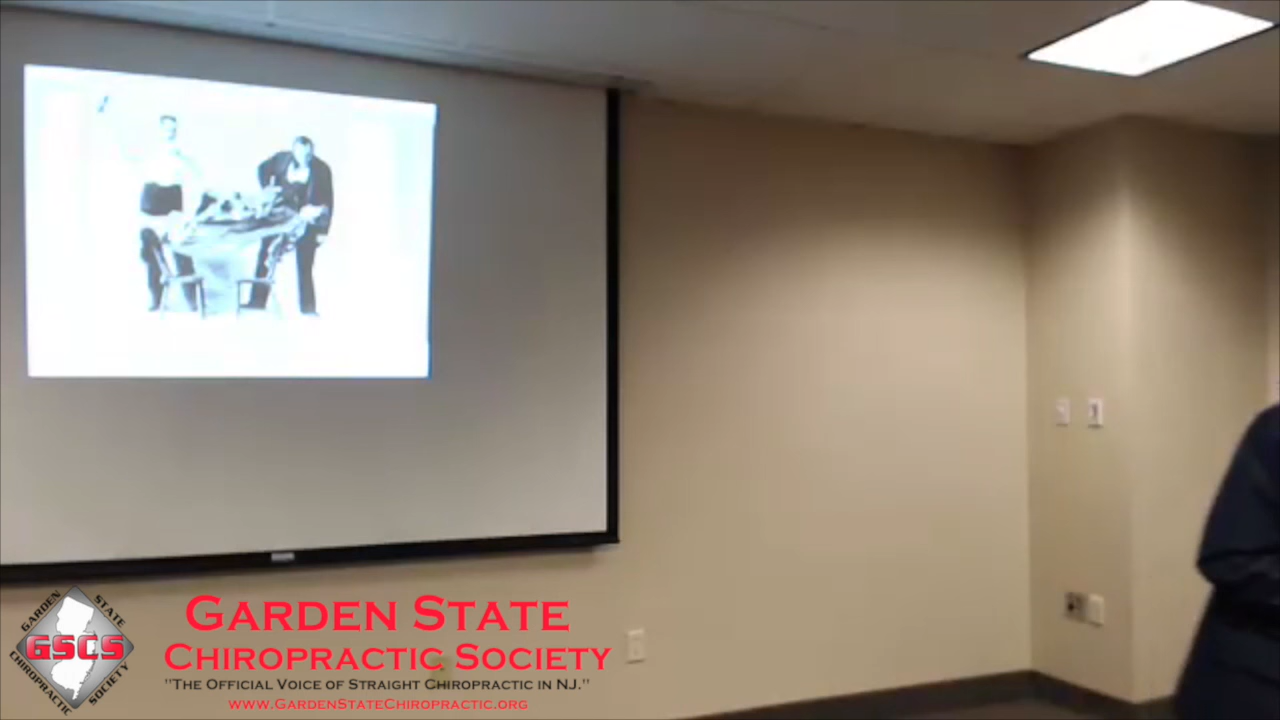 GARDEN STATE
CHIROPRACTIC SOCIETY
"THE OFFICIAL VOICE OF STRAIGHT CHIROPRACTIC IN NJ."
WWW.GARDENSTATECHIROPRACTIC.ORG
GARDEN STATE
GSCS
CHIROPRACTIC SOCIETY